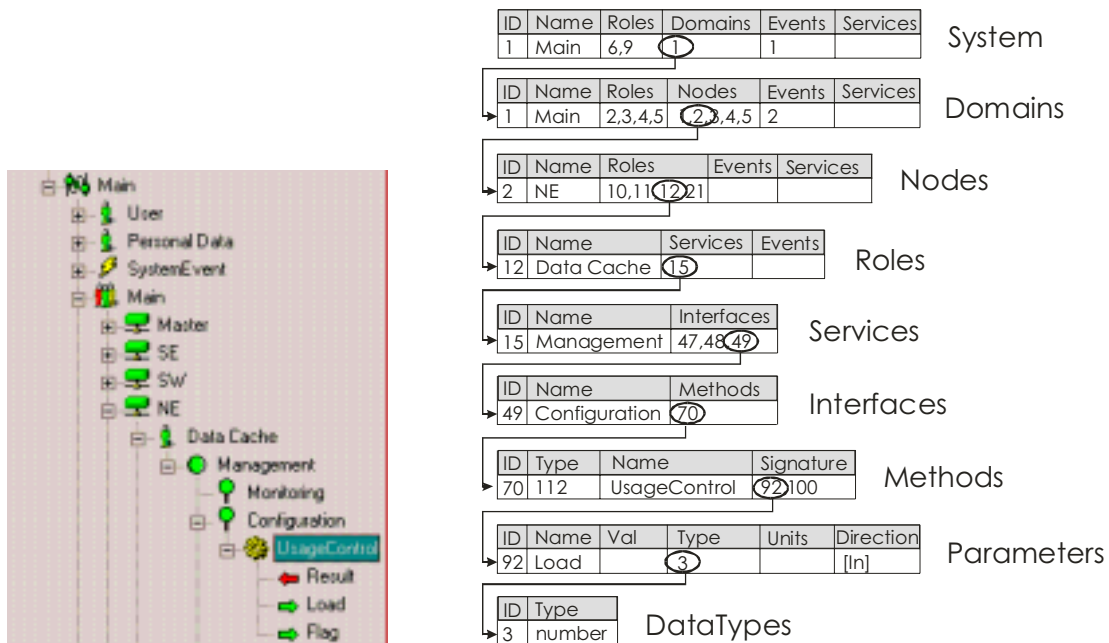 Main
User
Personal Data
SystemEvent
Main
Master
SE
SW
NE
Data Cache
Management
Monitoring
Configuration
UsageControl
Result
Load
Flag
ID Name Roles Domains Events Services
1 Main 6,9 1 1
System
ID Name Roles Nodes Events Services
1 Main 2,3,4,5 1,2,3,4,5 2
Domains
ID Name Roles Events Services
2 NE 10,11,12,21
Nodes
ID Name Services Events
12 Data Cache 15
Roles
ID Name Interfaces
15 Management 47,48,49
Services
ID Name Methods
49 Configuration 70
Interfaces
ID Type Name Signature
70 112 UsageControl 92,100
Methods
ID Name Val Type Units Direction
92 Load 3 [In]
Parameters
ID Type
3 number
DataTypes